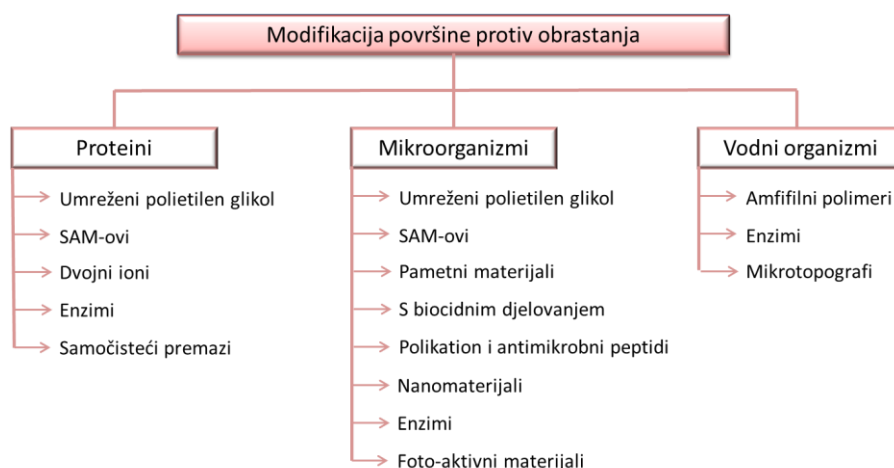 Modifikacija površine protiv obrastanja
Proteini
Umreženi polietilen glikol
SAM-ovi
Dvojni ioni
Enzimi
Samočisteći premazi
Mikroorganizmi
Umreženi polietilen glikol
SAM-ovi
Pametni materijali
S biocidnim djelovanjem
Polikation i antimikrobni peptidi
Nanomaterijali
Enzimi
Foto-aktivni materijali
Vodni organizmi
Amfifilni polimeri
Enzimi
Mikrotopografi